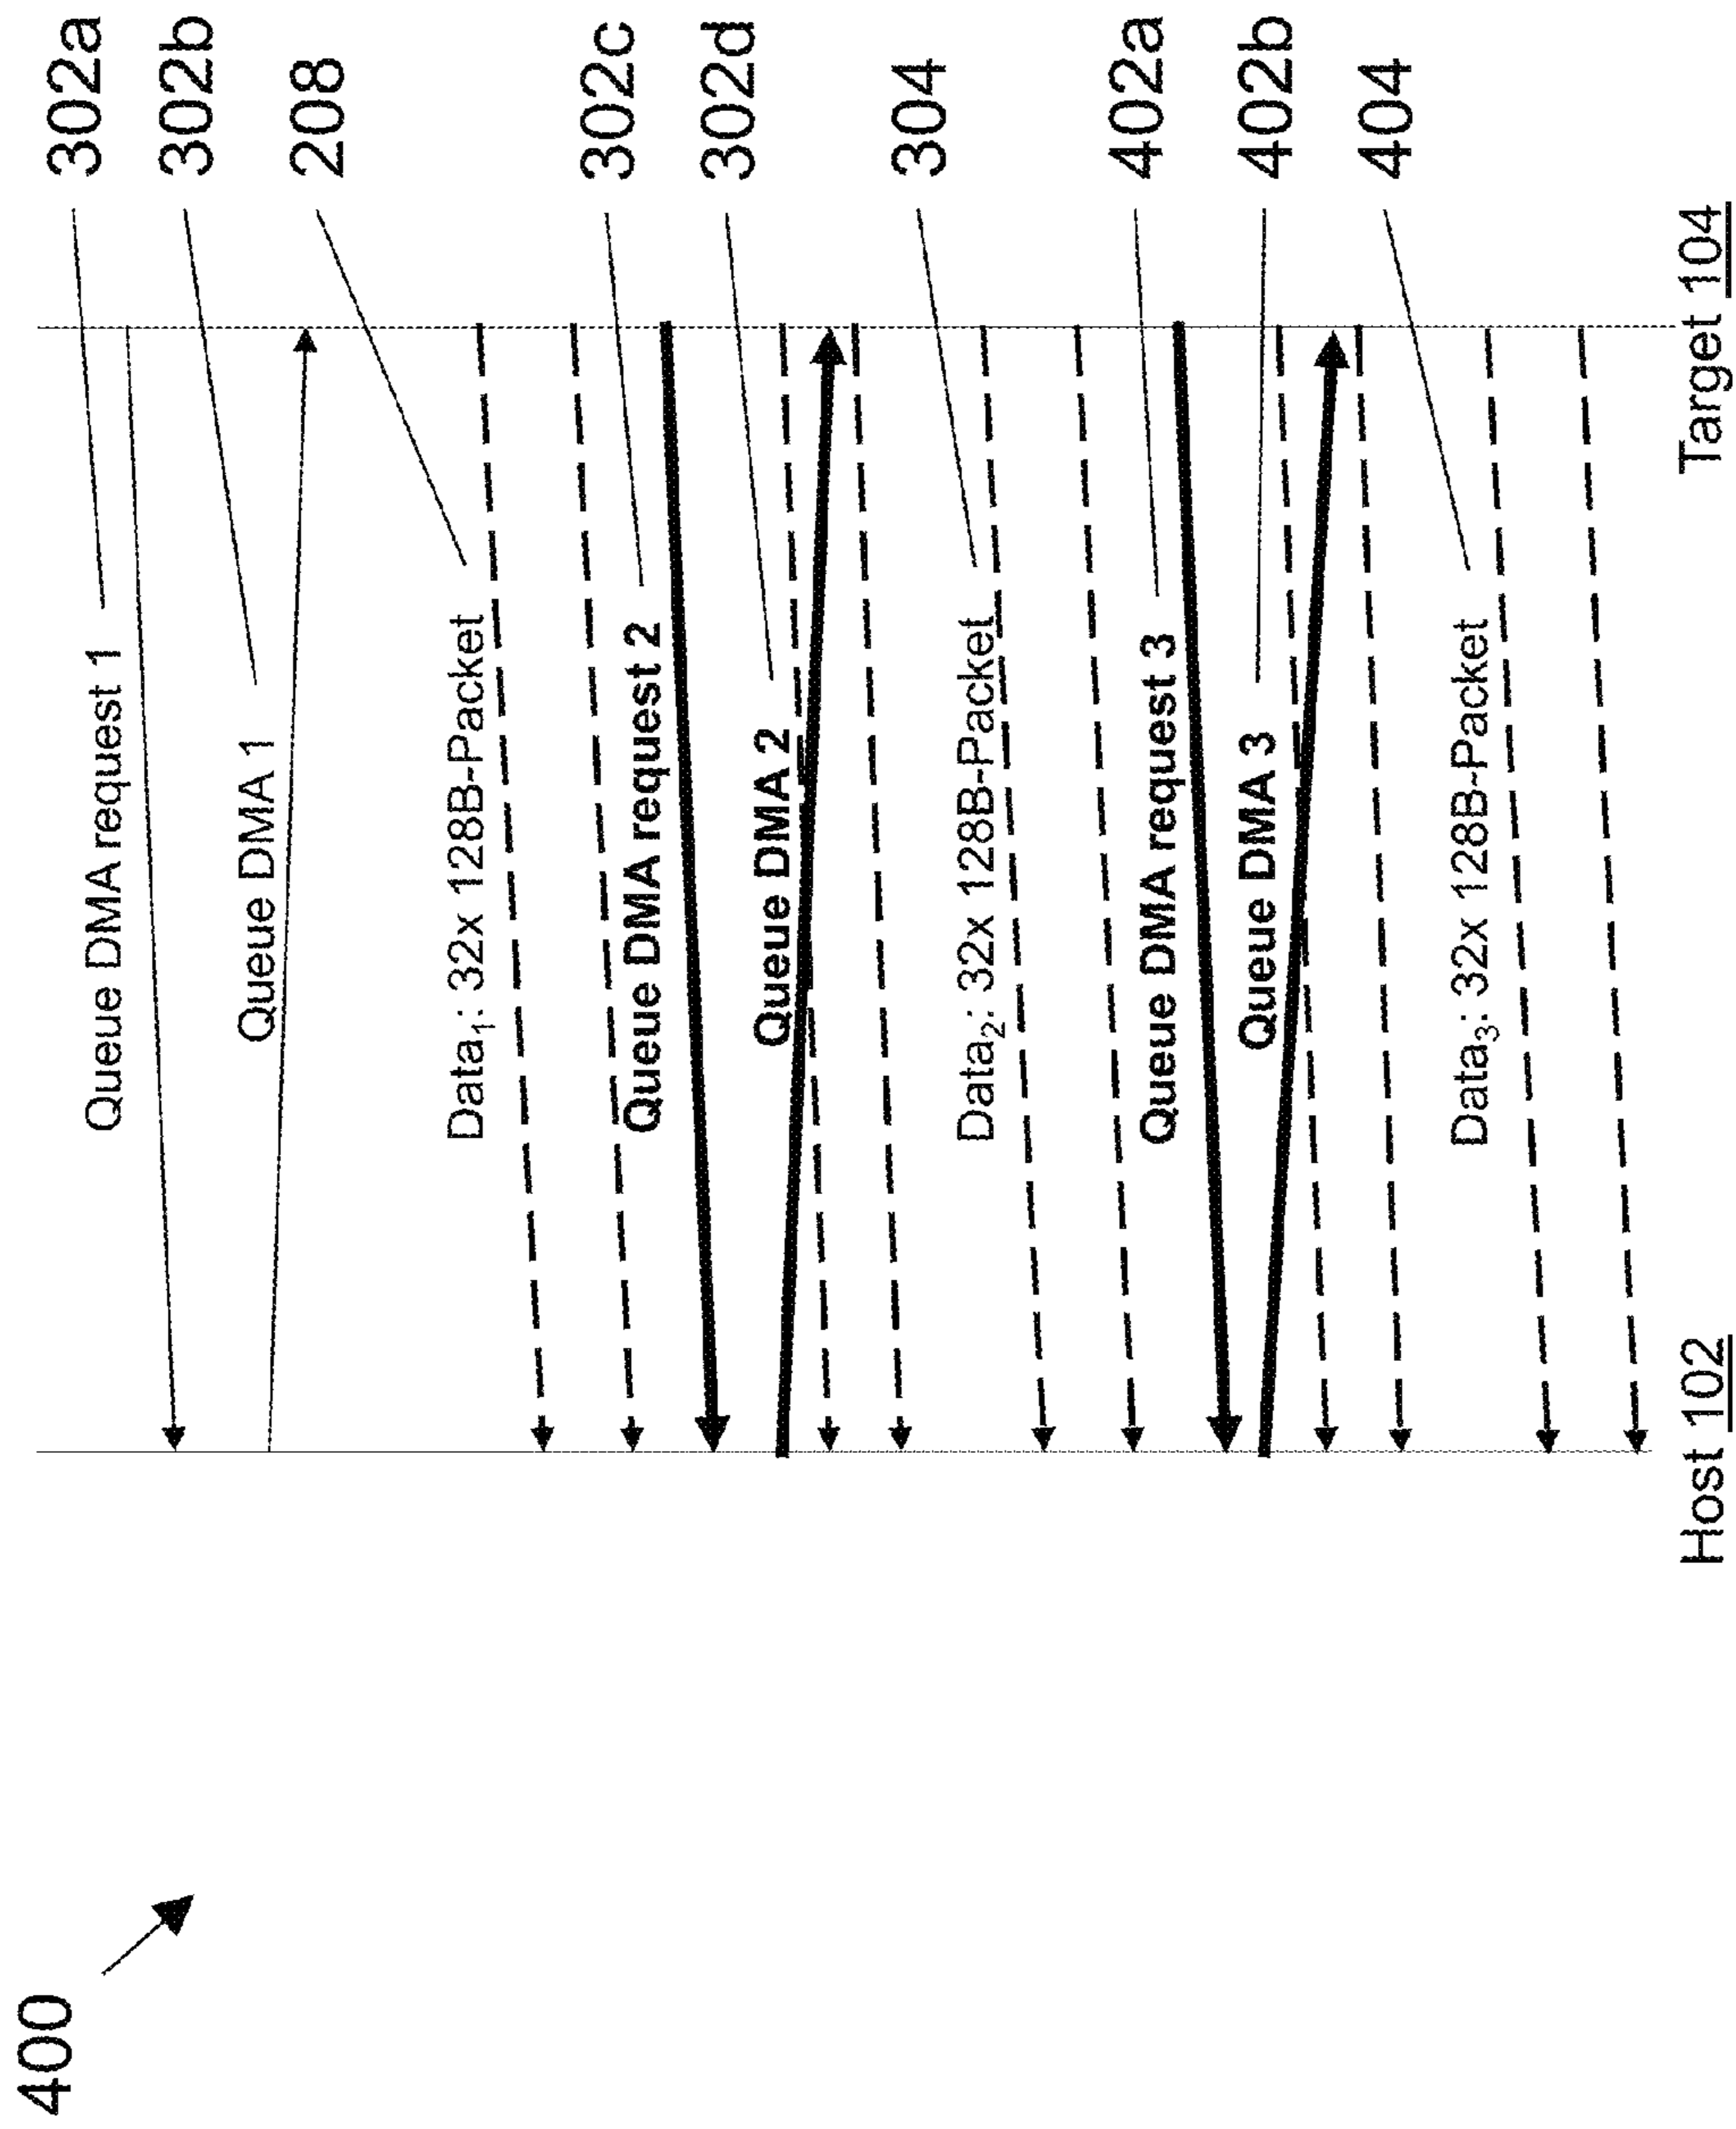 400
Queue DMA request 1
302a
Queue DMA 1
302b
Data₁: 32x 128B-Packet
208
Queue DMA request 2
302c
Queue DMA 2
302d
Data₂: 32x 128B-Packet
304
Queue DMA request 3
402a
Queue DMA 3
402b
Data₃: 32x 128B-Packet
404
Host 102
Target 104